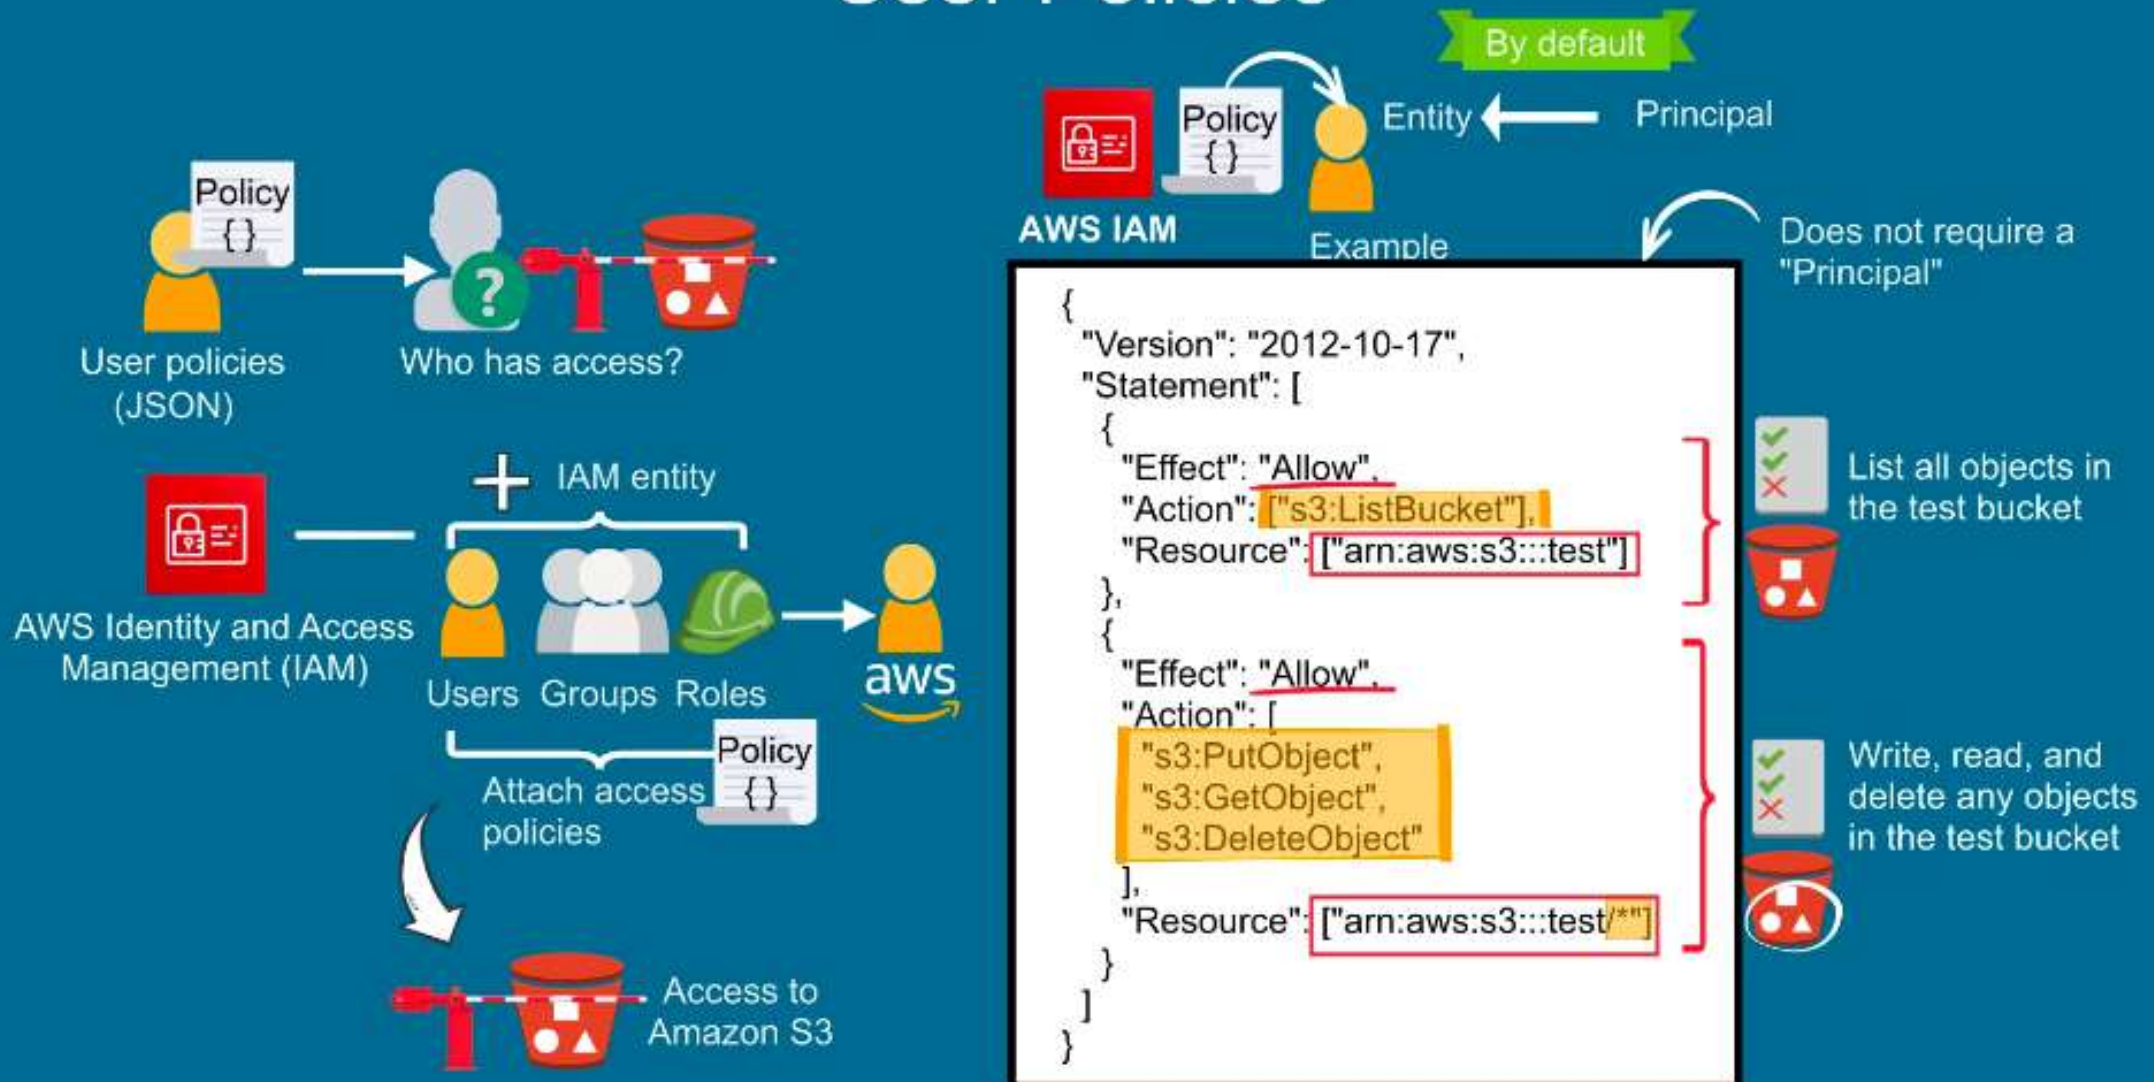 User Policies
By default
Policy
{ }
Entity
Principal
AWS IAM
Example
Does not require a
"Principal"
Policy
{ }
User policies
(JSON)
?
Who has access?
IAM entity
AWS Identity and Access
Management (IAM)
Users Groups Roles
aws
Policy
{ }
Attach access
policies
Access to
Amazon S3
{
"Version": "2012-10-17",
"Statement": [
{
"Effect": "Allow",
"Action": ["s3:ListBucket"],
"Resource": ["arn:aws:s3:::test"]
},
{
"Effect": "Allow",
"Action": [
"s3:PutObject",
"s3:GetObject",
"s3:DeleteObject"
],
"Resource": ["arn:aws:s3:::test/*"]
}
]
}
List all objects in
the test bucket
Write, read, and
delete any objects
in the test bucket